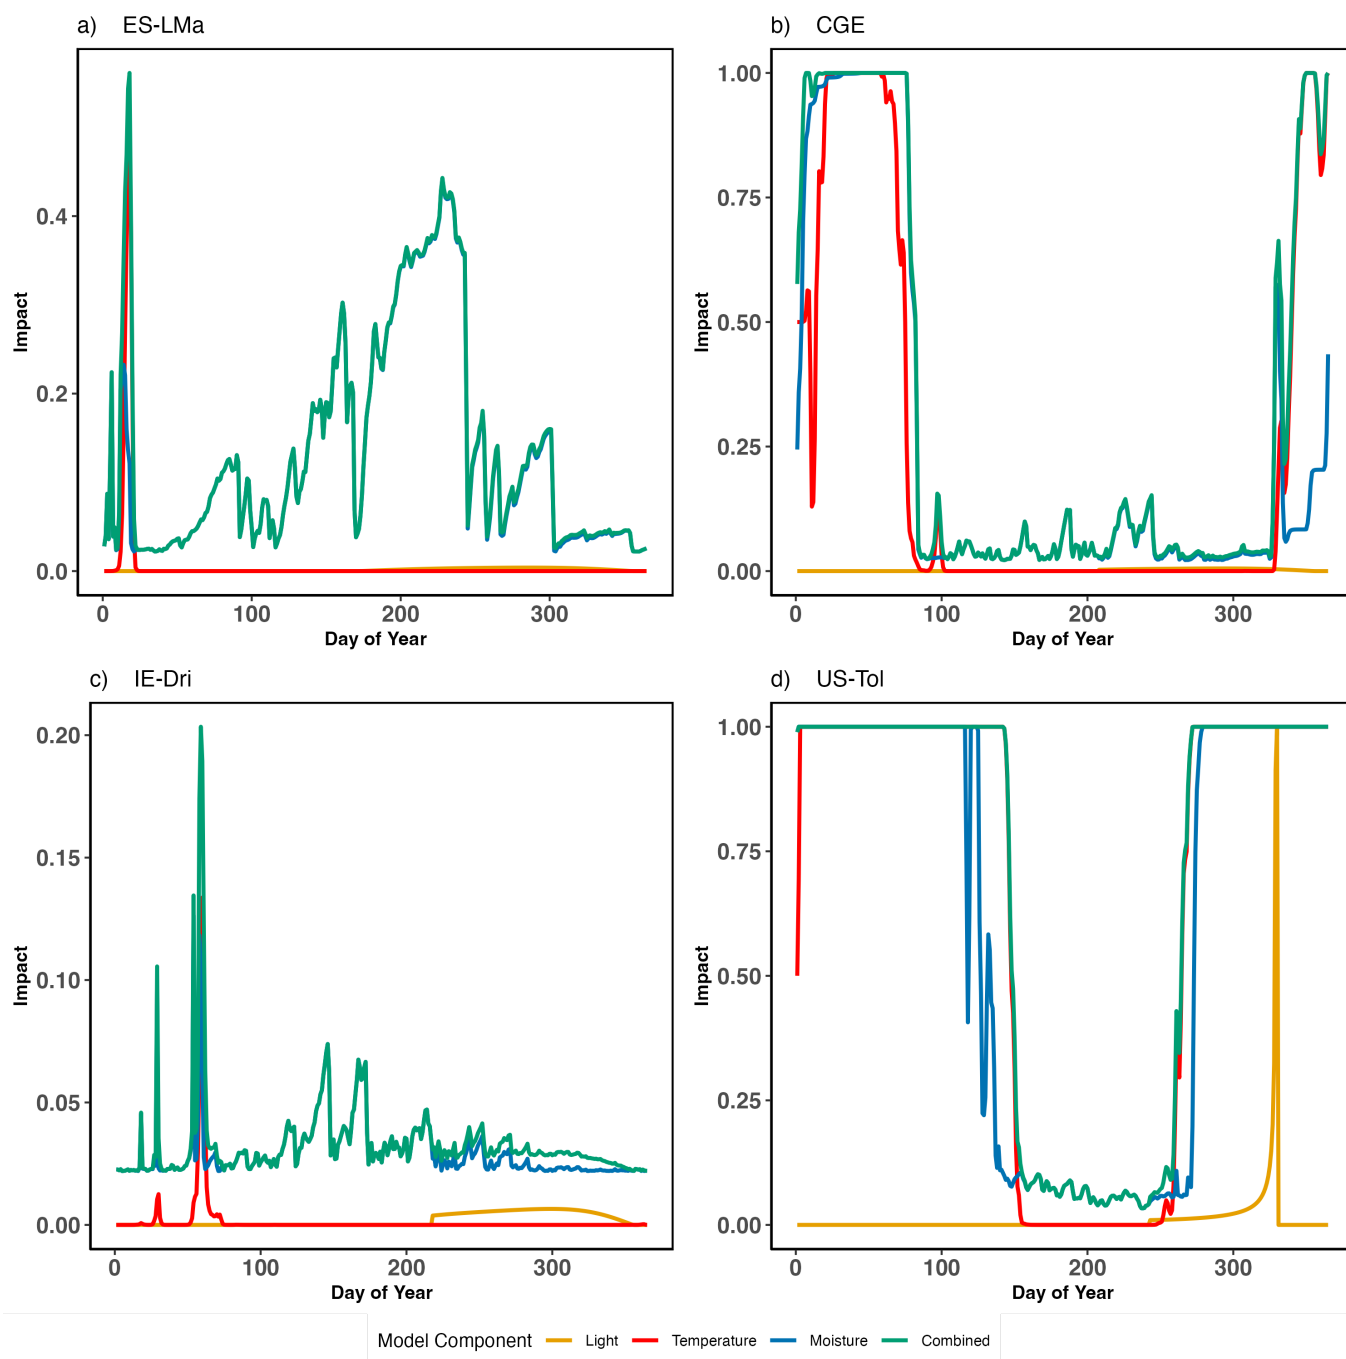 a) ES-LMa
Impact
0.4
0.2
0.0
0 100 200 300
Day of Year
b) CGE
Impact
1.00
0.75
0.50
0.25
0.00
0 100 200 300
Day of Year
c) IE-Dri
Impact
0.20
0.15
0.10
0.05
0.00
0 100 200 300
Day of Year
d) US-Tol
Impact
1.00
0.75
0.50
0.25
0.00
0 100 200 300
Day of Year
Model Component Light Temperature Moisture Combined